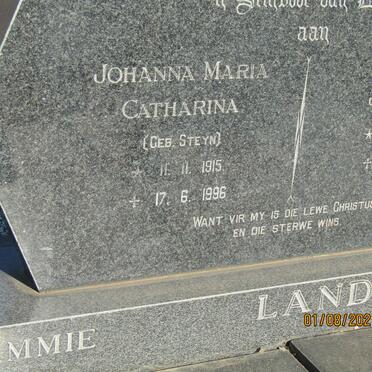 aan
JOHANNA MARIA
CATHARINA
(GEB. STEYN)
* 11. 11. 1915.
+ 17. 6. 1996
WANT VIR MY IS DIE LEWE CHRISTUS
EN DIE STERWE WINS.
MMIE LAND
01/08/202